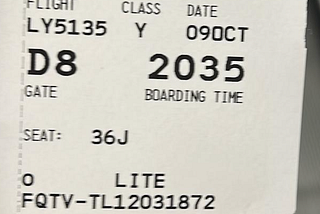 FLIGHT CLASS DATE
LY5135 Y 09OCT
D8 2035
GATE BOARDING TIME
SEAT: 36J
O LITE
FQTV-TL12031872